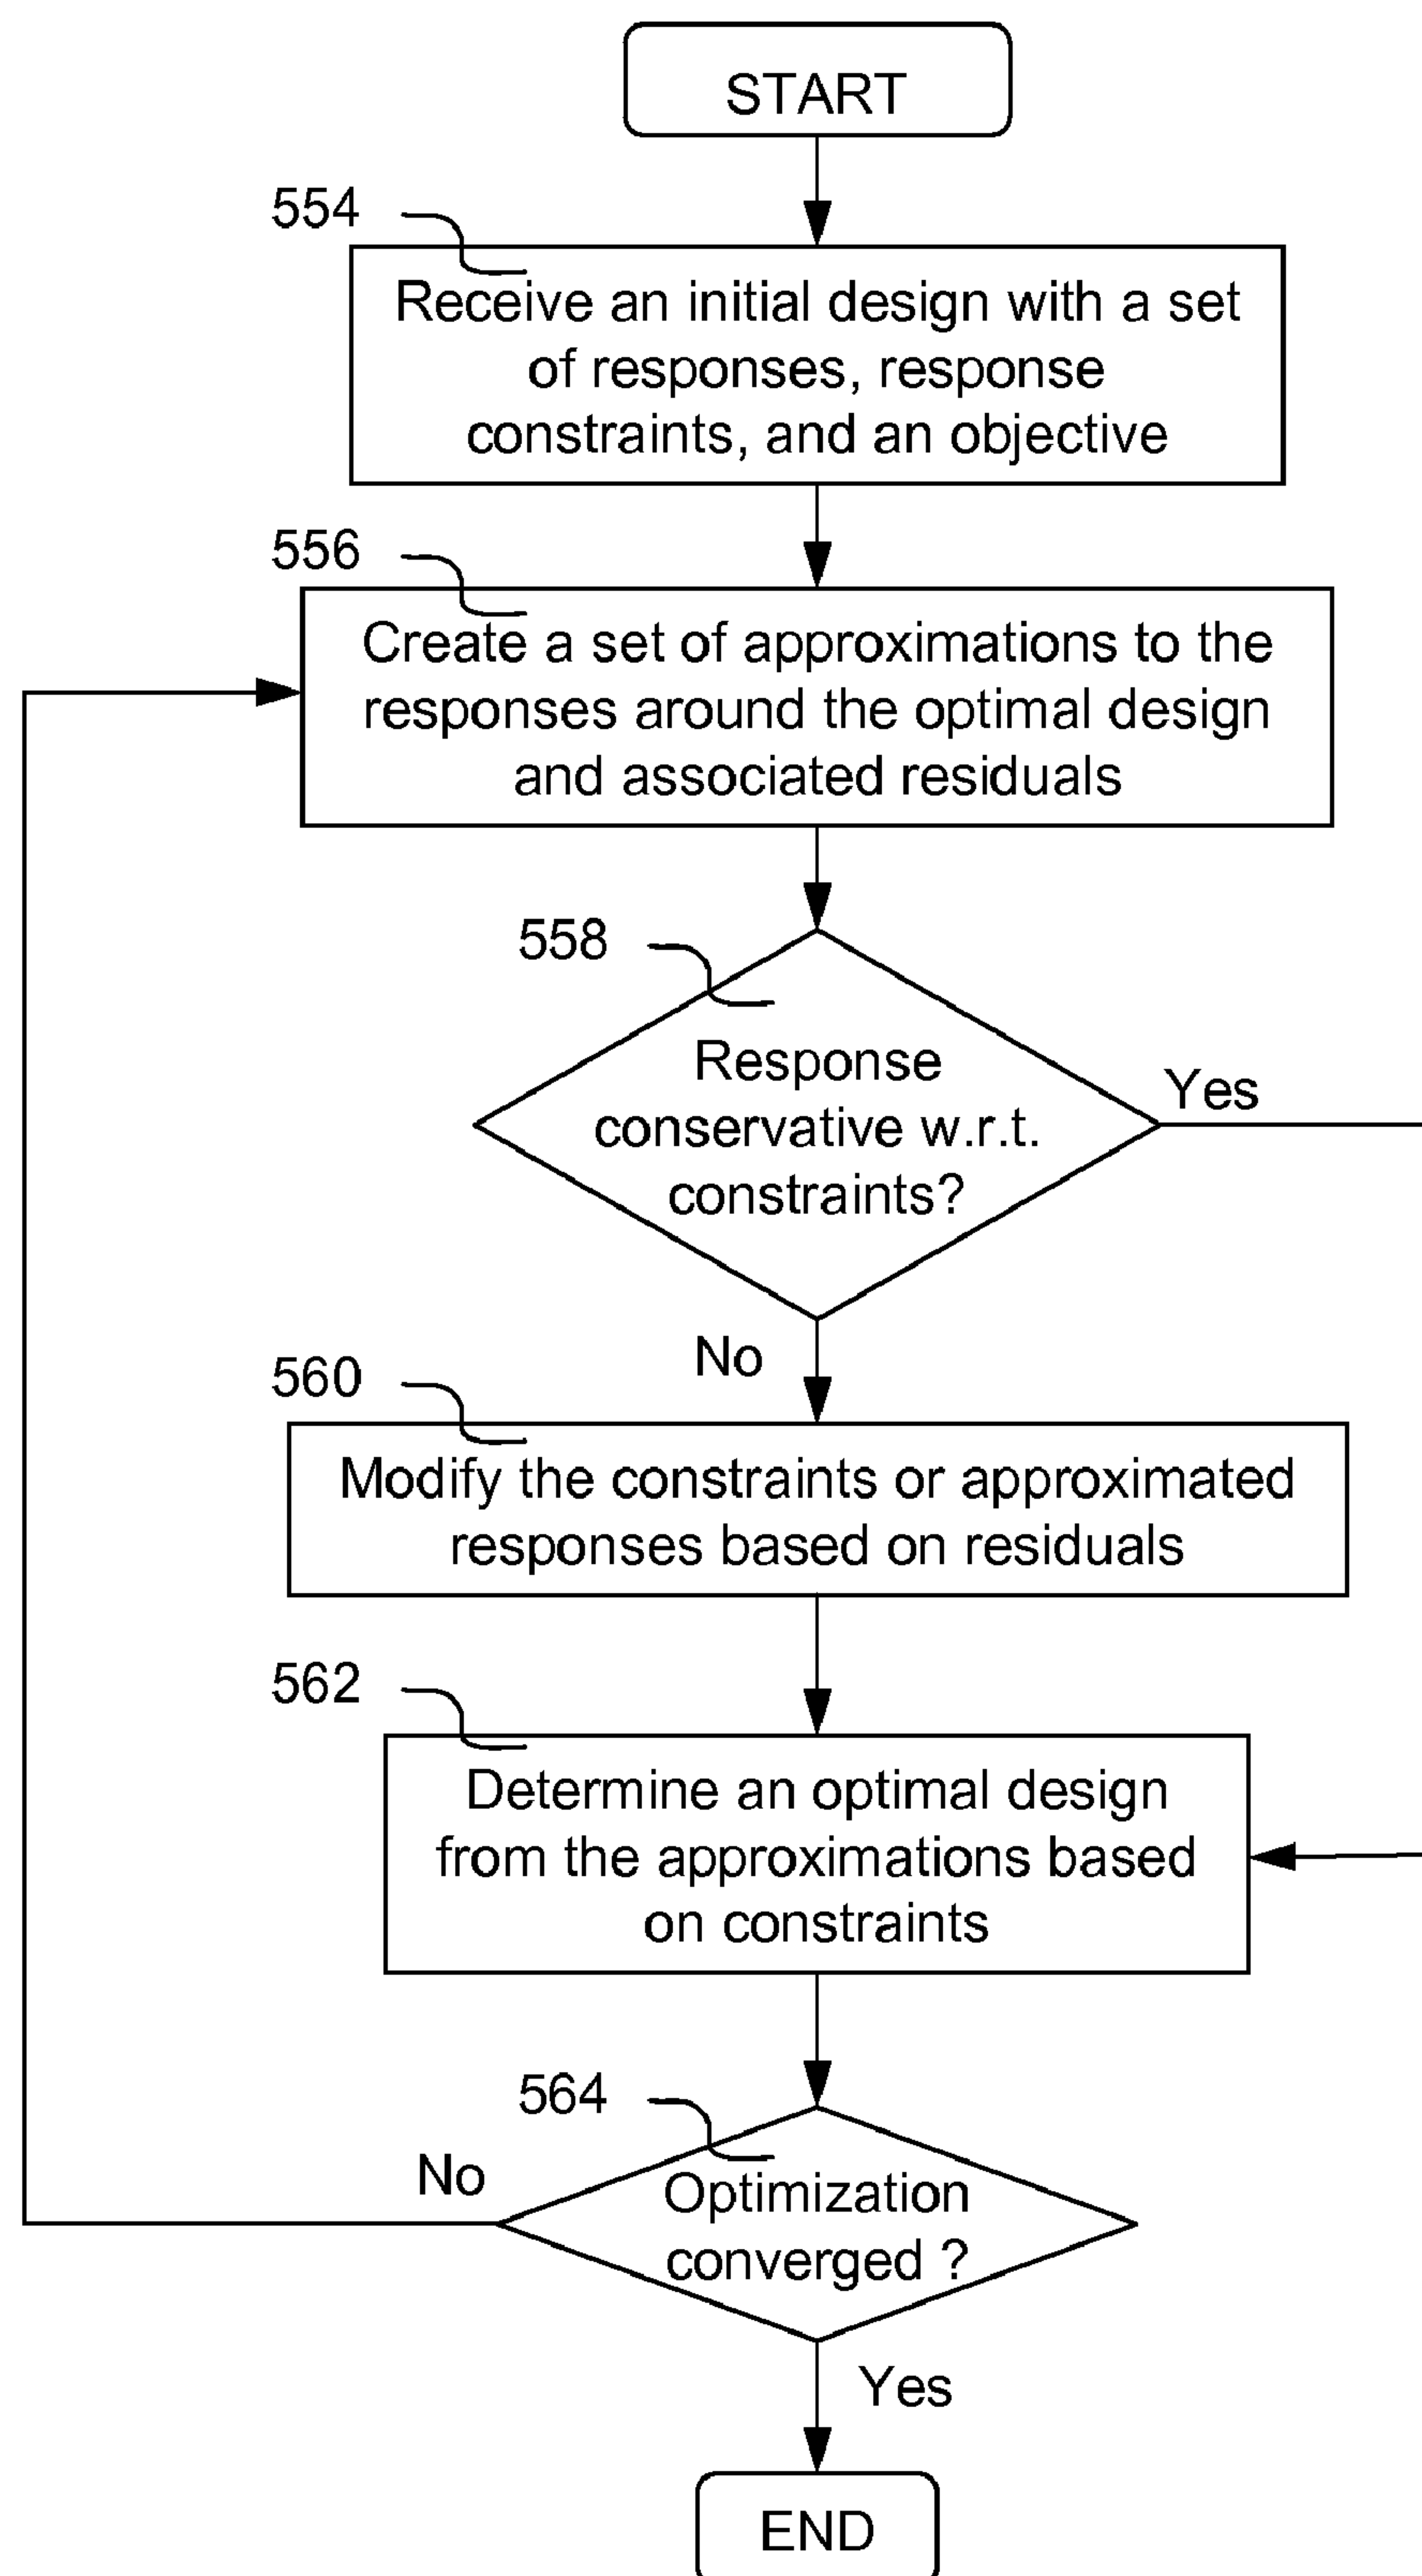 START
554
Receive an initial design with a set
of responses, response
constraints, and an objective
556
Create a set of approximations to the
responses around the optimal design
and associated residuals
558
Response
conservative w.r.t.
constraints?
Yes
No
560
Modify the constraints or approximated
responses based on residuals
562
Determine an optimal design
from the approximations based
on constraints
564
No
Optimization
converged ?
Yes
END